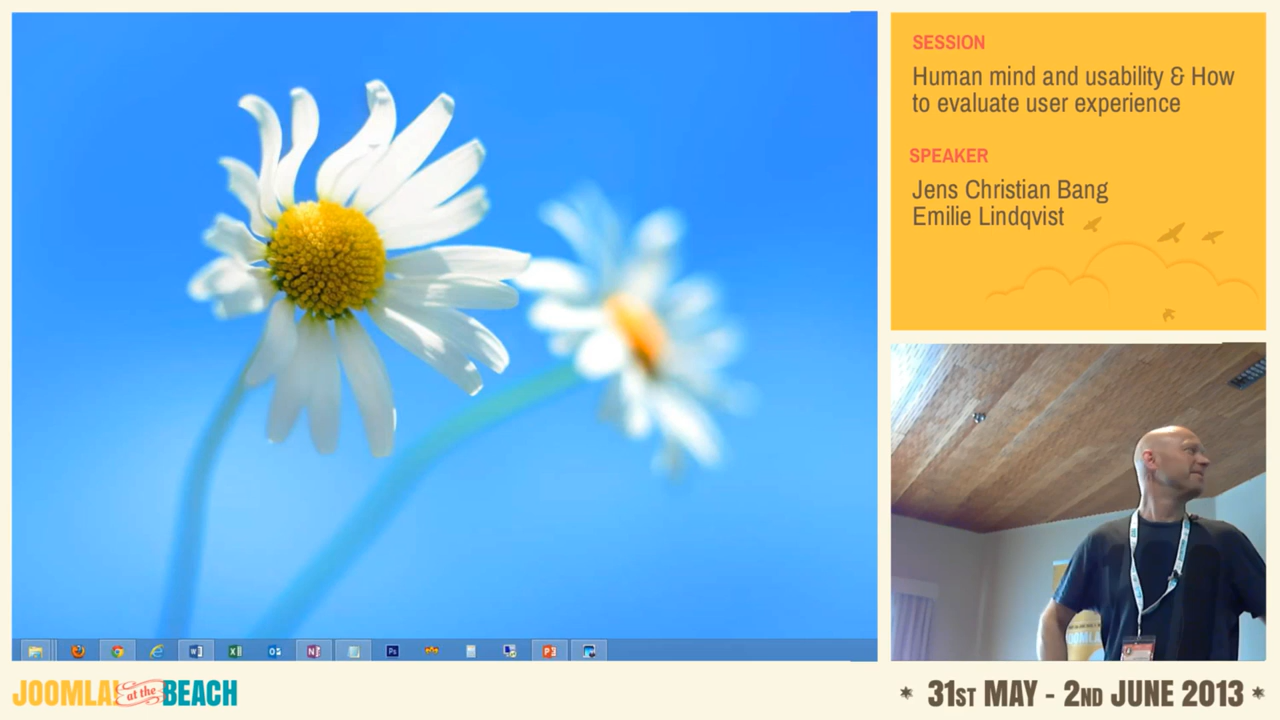 SESSION
Human mind and usability & How
to evaluate user experience
SPEAKER
Jens Christian Bang
Emilie Lindqvist
JOOMLA! at the BEACH
* 31ST MAY - 2ND JUNE 2013 *